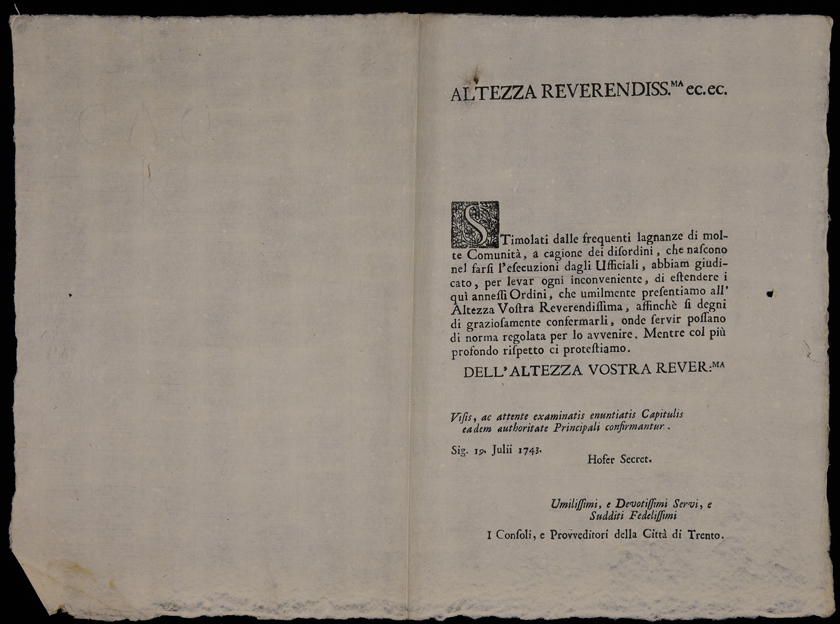 ALTEZZA REVERENDISS.MA ec. ec.
STimolati dalle frequenti lagnanze di mol-
te Comunità, a cagione dei diſordini, che naſcono
nel farſi l'eſecuzioni dagli Ufficiali, abbiam giudi-
cato, per levar ogni inconveniente, di eſtendere i
quì anneſſi Ordini, che umilmente preſentiamo all'
Altezza Voſtra Reverendiſſima, affinchè ſi degni
di grazioſamente confermarli, onde ſervir poſſano
di norma regolata per lo avvenire. Mentre col più
profondo riſpetto ci proteſtiamo.
DELL'ALTEZZA VOSTRA REVER:MA
Viſis, ac attente examinatis enuntiatis Capitulis
eadem authoritate Principali confirmantur.
Sig. 19. Julii 1743.
Hofer Secret.
Umiliſſimi, e Devotiſſimi Servi, e
Sudditi Fedeliſſimi
I Conſoli, e Provveditori della Città di Trento.